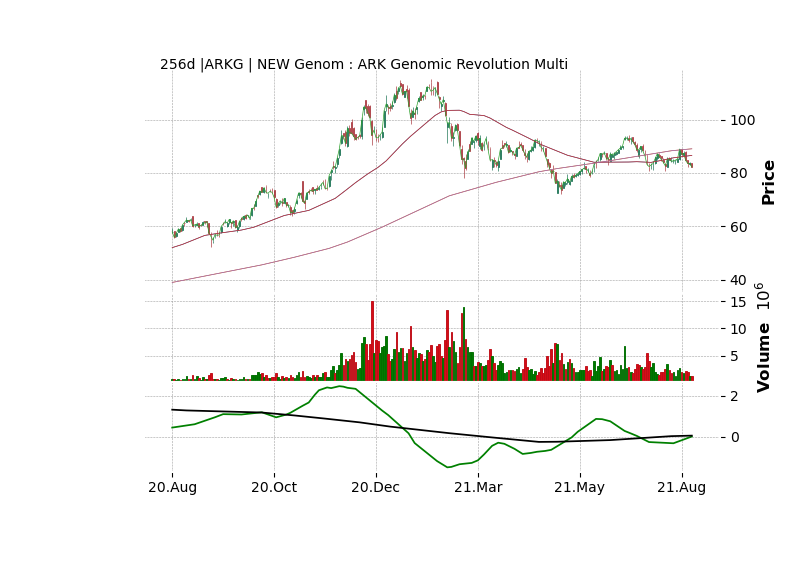 256d |ARKG | NEW Genom : ARK Genomic Revolution Multi
100
80
60
40
Price
15
10
5
Volume 10^6
2
0
20.Aug 20.Oct 20.Dec 21.Mar 21.May 21.Aug